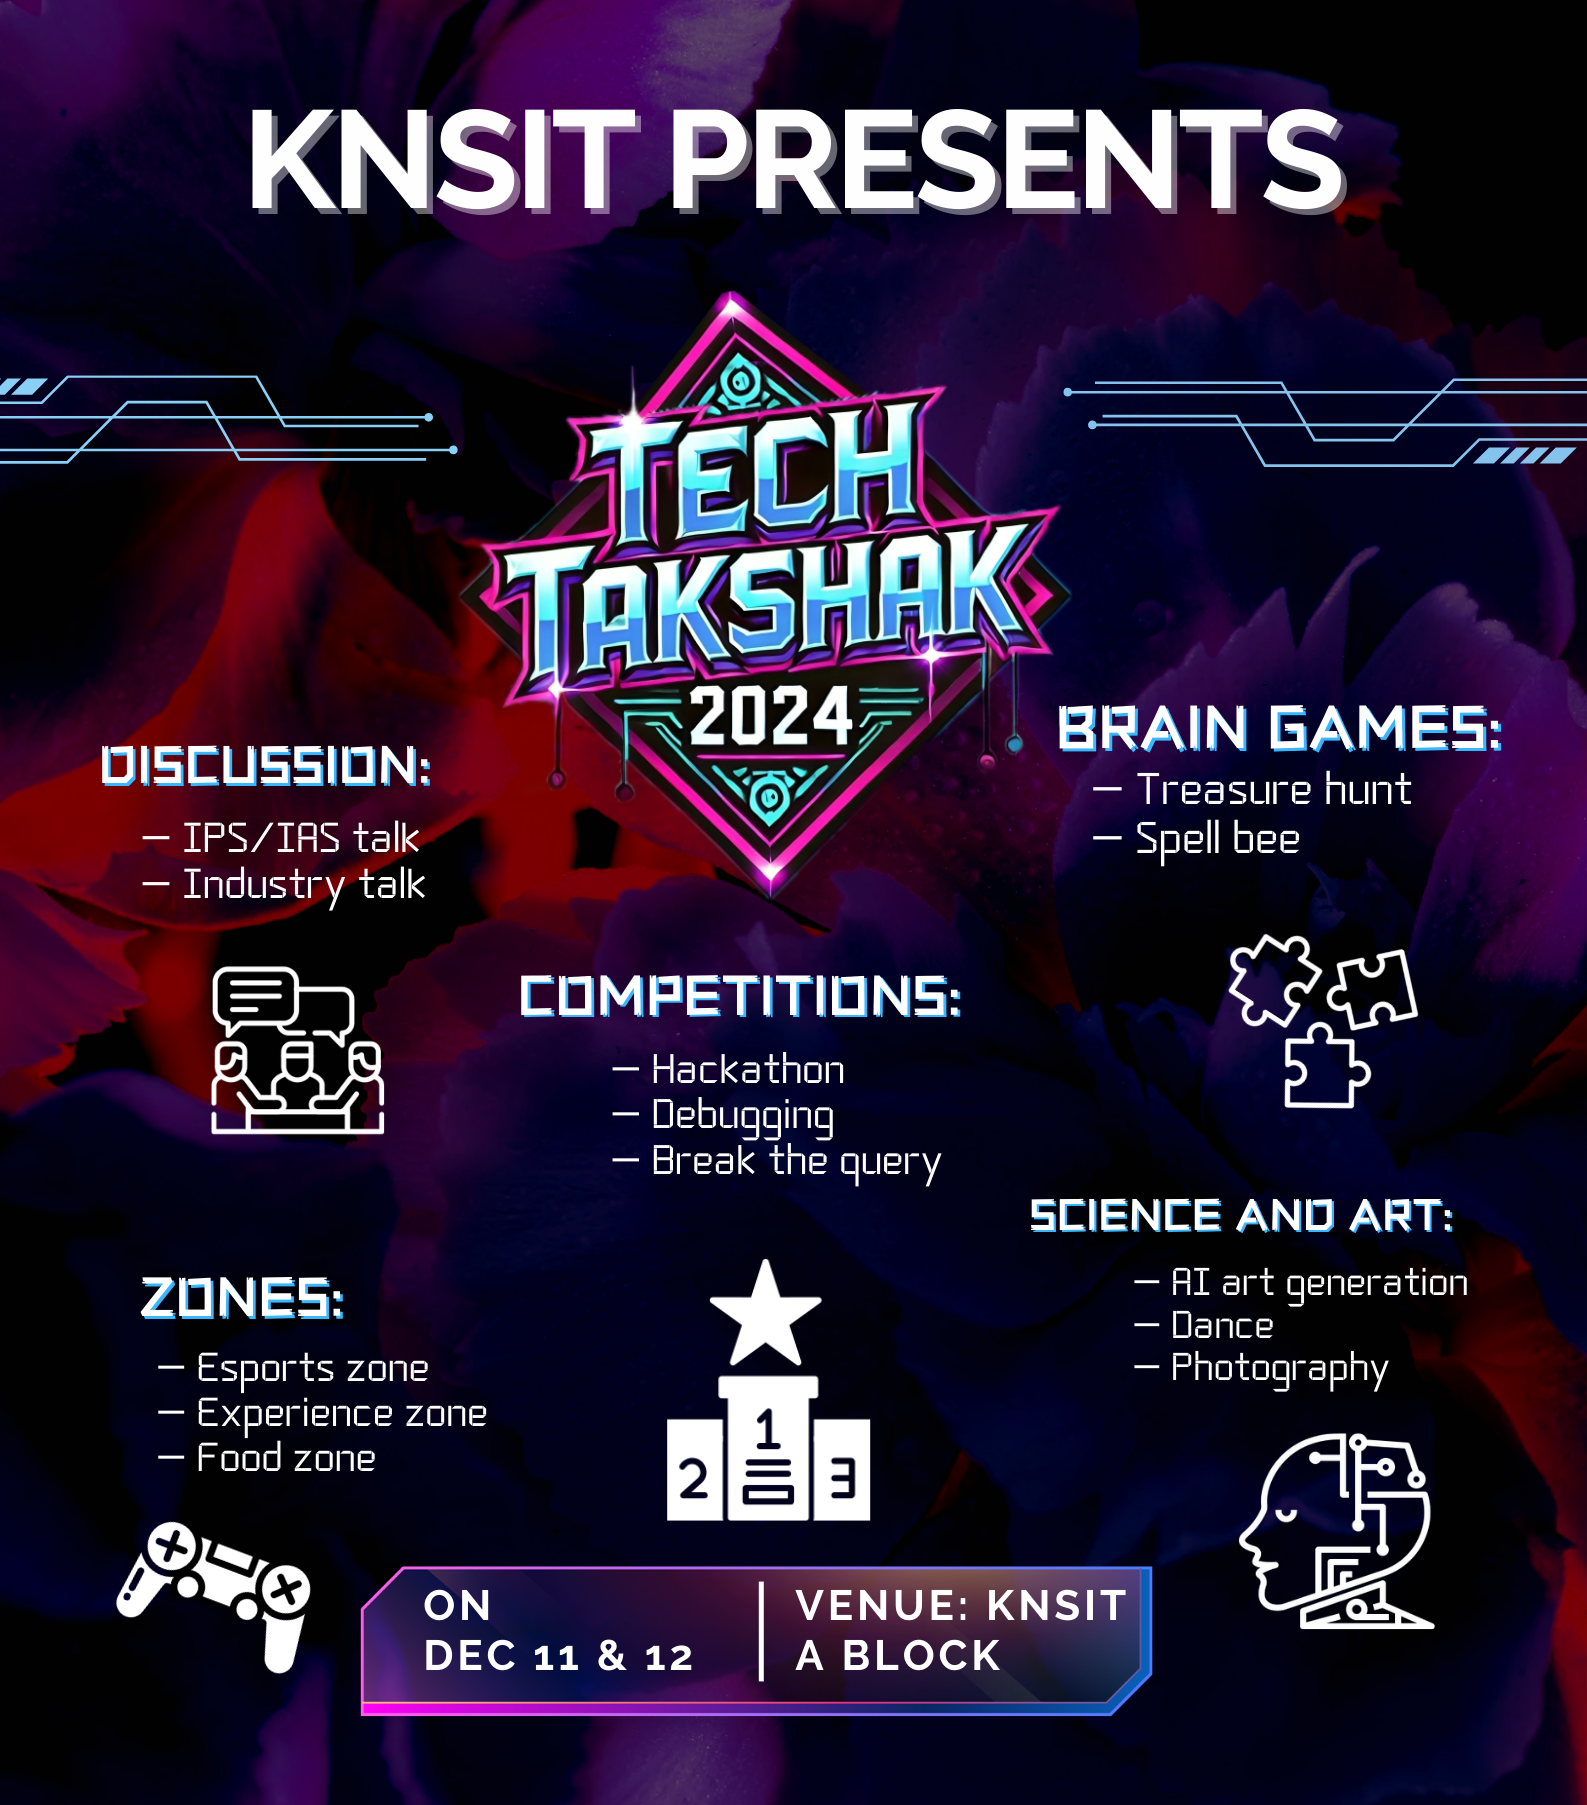 KNSIT PRESENTS
TECH
TAKSHAK
2024
DISCUSSION:
– IPS/IAS talk
– Industry talk
BRAIN GAMES:
– Treasure hunt
– Spell bee
COMPETITIONS:
– Hackathon
– Debugging
– Break the query
ZONES:
– Esports zone
– Experience zone
– Food zone
SCIENCE AND ART:
– AI art generation
– Dance
– Photography
1
2
3
ON
DEC 11 & 12
VENUE: KNSIT
A BLOCK